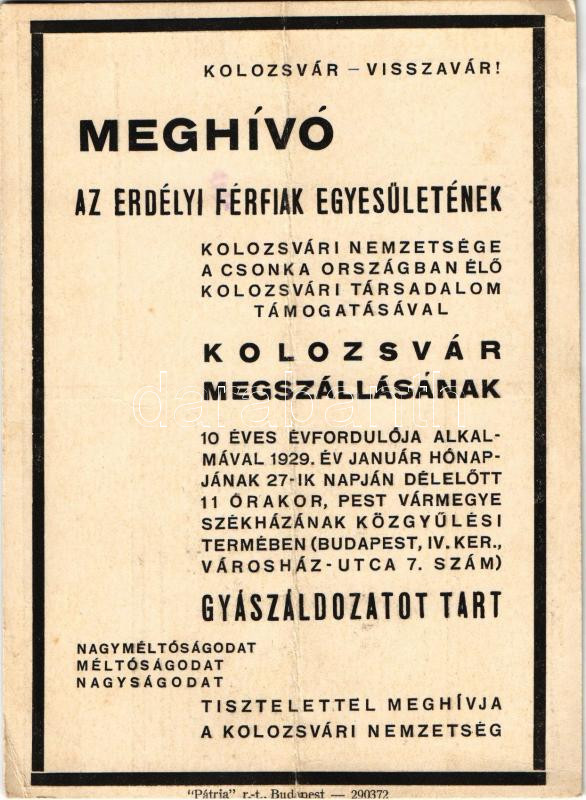 KOLOZSVÁR – VISSZAVÁR!
MEGHÍVÓ
AZ ERDÉLYI FÉRFIAK EGYESÜLETÉNEK
KOLOZSVÁRI NEMZETSÉGE
A CSONKA ORSZÁGBAN ÉLŐ
KOLOZSVÁRI TÁRSADALOM
TÁMOGATÁSÁVAL
KOLOZSVÁR
MEGSZÁLLÁSÁNAK
10 ÉVES ÉVFORDULÓJA ALKAL-
MÁVAL 1929. ÉV JANUÁR HÓNAP-
JÁNAK 27-IK NAPJÁN DÉLELŐTT
11 ÓRAKOR, PEST VÁRMEGYE
SZÉKHÁZÁNAK KÖZGYŰLÉSI
TERMÉBEN (BUDAPEST, IV. KER.,
VÁROSHÁZ-UTCA 7. SZÁM)
GYÁSZÁLDOZATOT TART
NAGYMÉLTÓSÁGODAT
MÉLTÓSÁGODAT
NAGYSÁGODAT
TISZTELETTEL MEGHÍVJA
A KOLOZSVÁRI NEMZETSÉG
"Pátria" r.-t., Budapest — 290372
darabanth